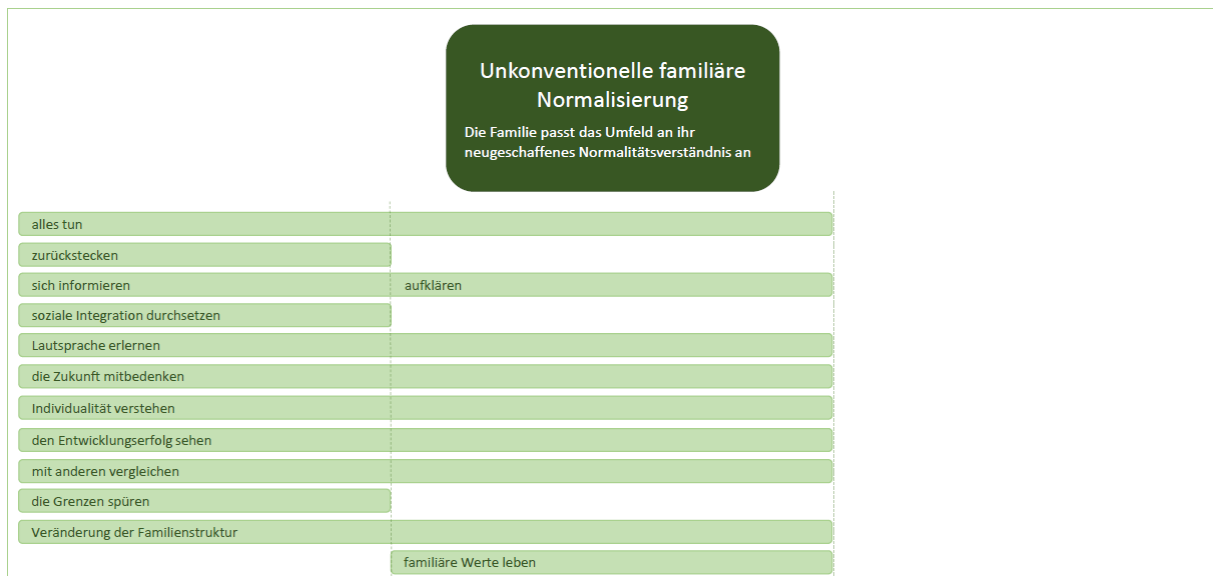 Unkonventionelle familiäre
Normalisierung
Die Familie passt das Umfeld an ihr
neugeschaffenes Normalitätsverständnis an
alles tun
zurückstecken
sich informieren
aufklären
soziale Integration durchsetzen
Lautsprache erlernen
die Zukunft mitbedenken
Individualität verstehen
den Entwicklungserfolg sehen
mit anderen vergleichen
die Grenzen spüren
Veränderung der Familienstruktur
familiäre Werte leben